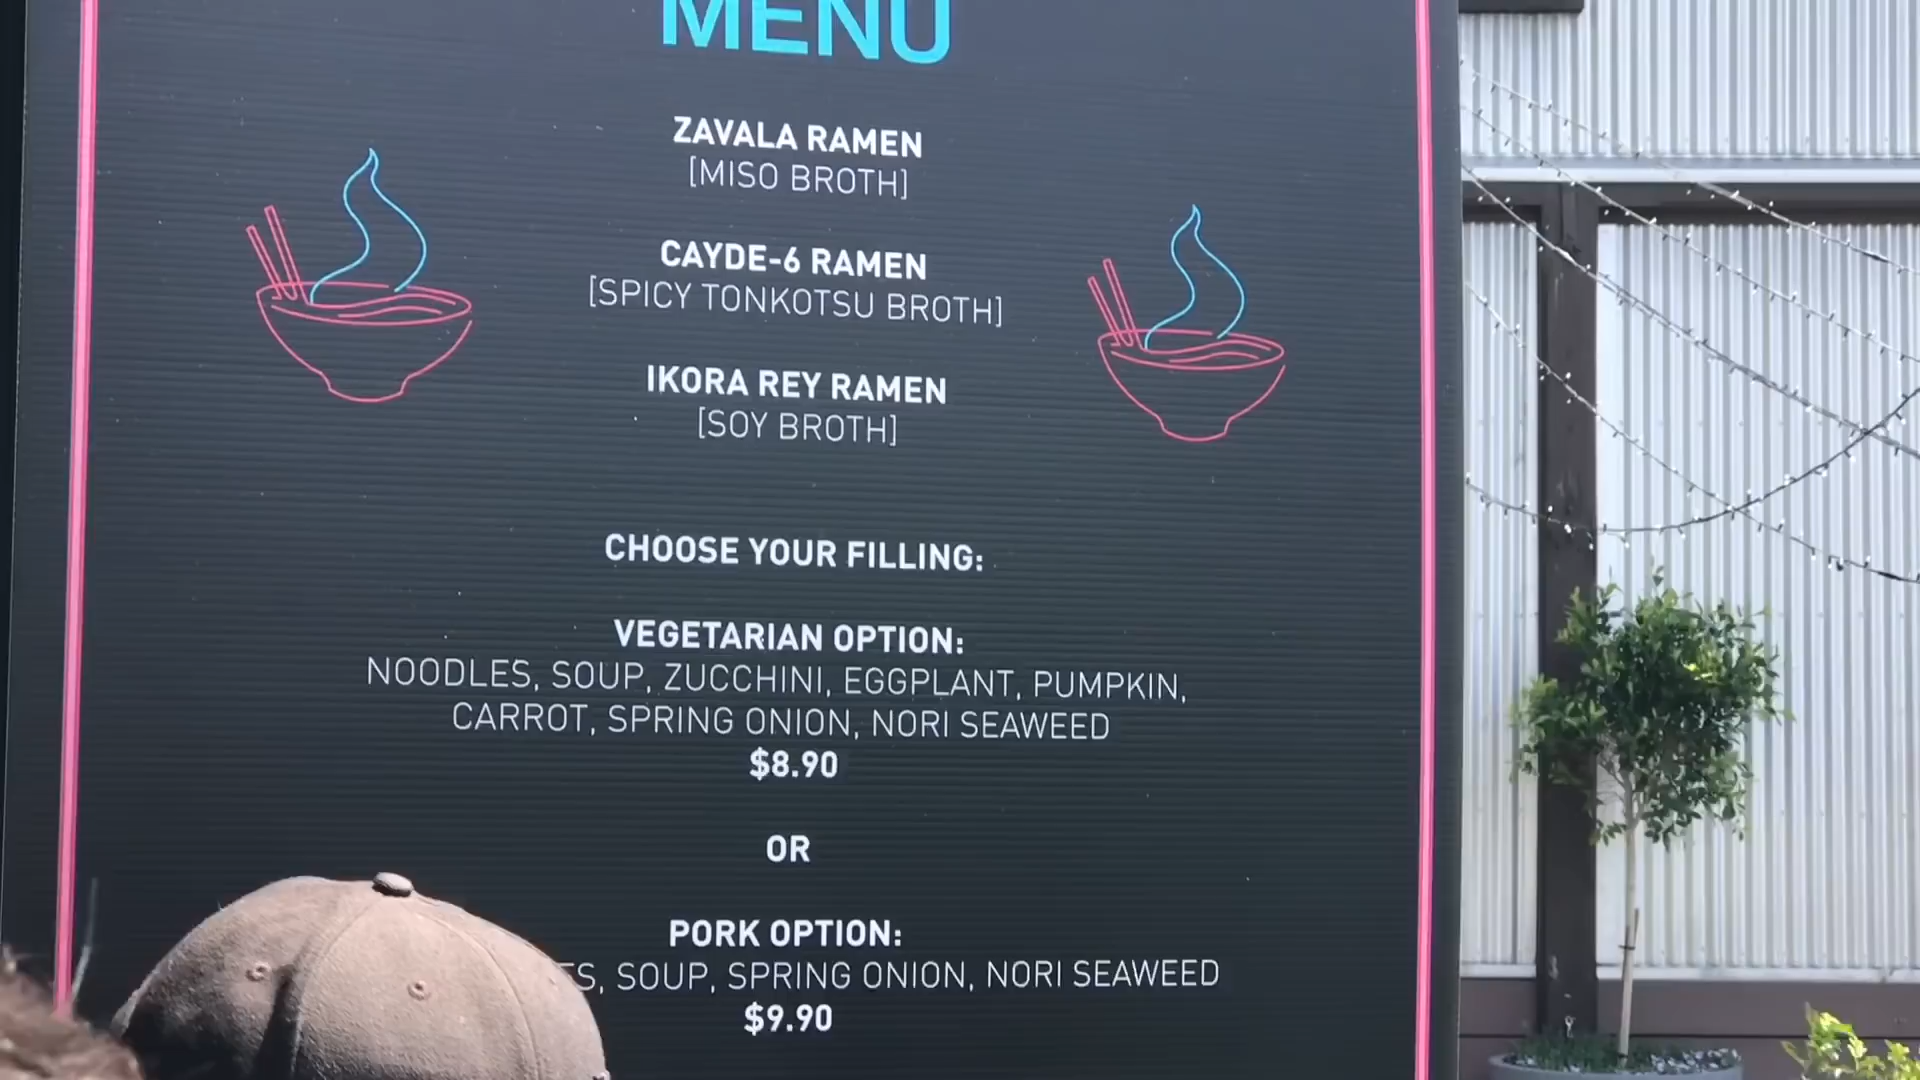 MENU
ZAVALA RAMEN
[MISO BROTH]
CAYDE-6 RAMEN
[SPICY TONKOTSU BROTH]
IKORA REY RAMEN
[SOY BROTH]
CHOOSE YOUR FILLING:
VEGETARIAN OPTION:
NOODLES, SOUP, ZUCCHINI, EGGPLANT, PUMPKIN,
CARROT, SPRING ONION, NORI SEAWEED
$8.90
OR
PORK OPTION:
SOUP, SPRING ONION, NORI SEAWEED
$9.90